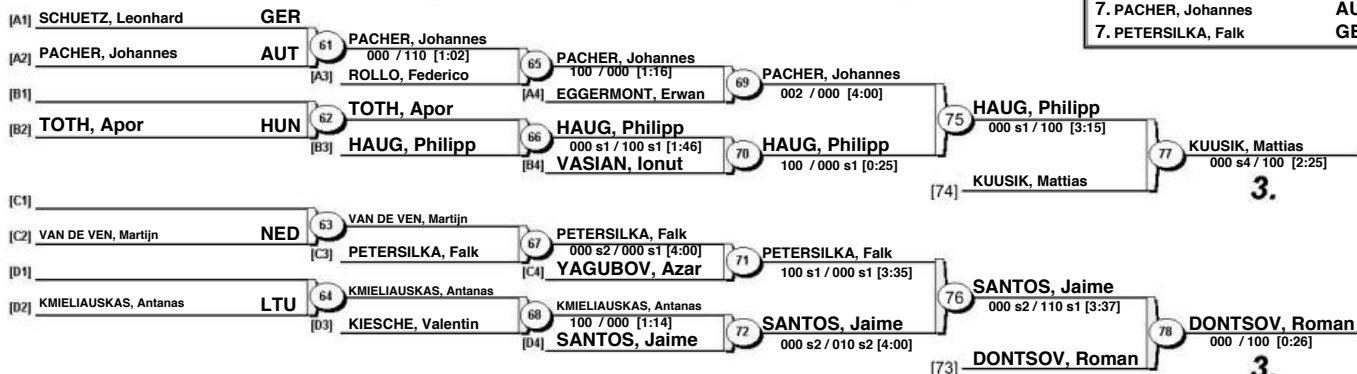 7. PACHER, Johannes AU
7. PETERSILKA, Falk GE
[A1] SCHUETZ, Leonhard GER
61
PACHER, Johannes
000 / 110 [1:02]
[A2] PACHER, Johannes AUT
[A3] ROLLO, Federico
65
PACHER, Johannes
100 / 000 [1:16]
[A4] EGGERMONT, Erwan
69
PACHER, Johannes
002 / 000 [4:00]
[B1]
62
TOTH, Apor
[B2] TOTH, Apor HUN
[B3] HAUG, Philipp
66
HAUG, Philipp
000 s1 / 100 s1 [1:46]
[B4] VASIAN, Ionut
70
HAUG, Philipp
100 / 000 s1 [0:25]
75
HAUG, Philipp
000 s1 / 100 [3:15]
[74] KUUSIK, Mattias
77
KUUSIK, Mattias
000 s4 / 100 [2:25]
3.
[C1]
63
VAN DE VEN, Martijn
[C2] VAN DE VEN, Martijn NED
[C3] PETERSILKA, Falk
67
PETERSILKA, Falk
000 s2 / 000 s1 [4:00]
[C4] YAGUBOV, Azar
71
PETERSILKA, Falk
100 s1 / 000 s1 [3:35]
[D1]
64
KMIELIAUSKAS, Antanas
[D2] KMIELIAUSKAS, Antanas LTU
[D3] KIESCHE, Valentin
68
KMIELIAUSKAS, Antanas
100 / 000 [1:14]
[D4] SANTOS, Jaime
72
SANTOS, Jaime
000 s2 / 010 s2 [4:00]
76
SANTOS, Jaime
000 s2 / 110 s1 [3:37]
[73] DONTSOV, Roman
78
DONTSOV, Roman
000 / 100 [0:26]
3.